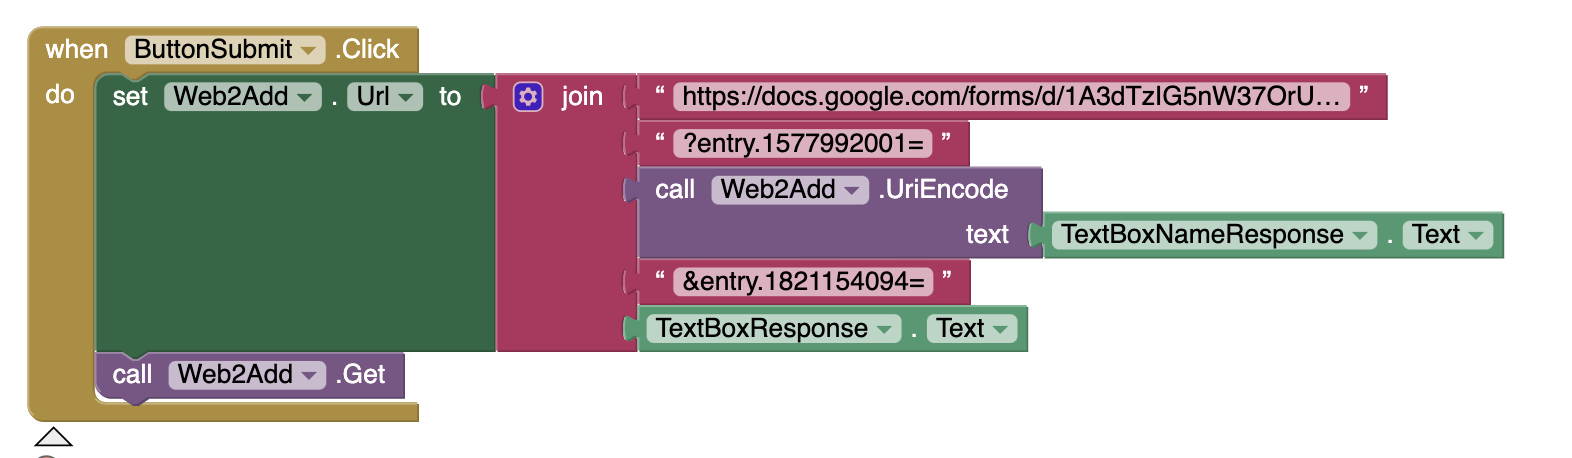 when ButtonSubmit .Click
do set Web2Add . Url to join “ https://docs.google.com/forms/d/1A3dTzIG5nW37OrU... ”
“ ?entry.1577992001= ”
call Web2Add .UriEncode
text TextBoxNameResponse . Text
“ &entry.1821154094= ”
TextBoxResponse . Text
call Web2Add .Get